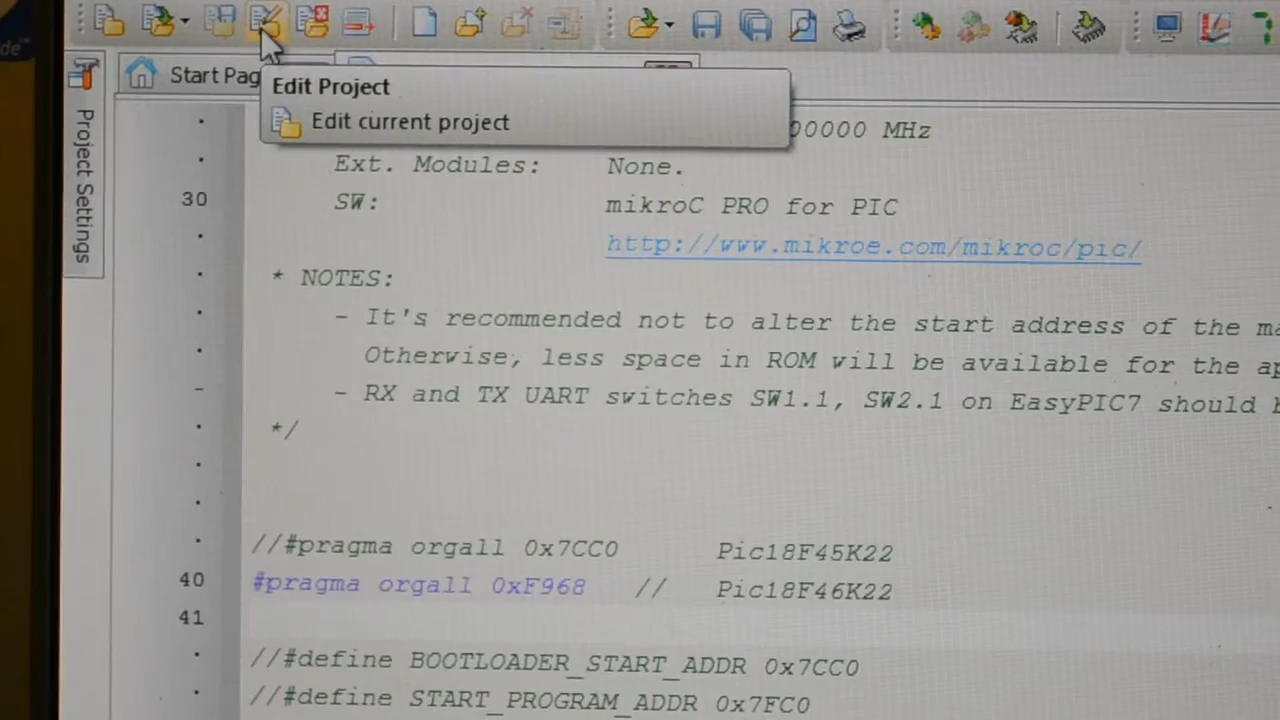 de™
Start Pag
Edit Project
Edit current project
Project Settings
00000 MHz
Ext. Modules: None.
30 SW: mikroC PRO for PIC
http://www.mikroe.com/mikroc/pic/
* NOTES:
- It's recommended not to alter the start address of the ma
Otherwise, less space in ROM will be available for the ap
- RX and TX UART switches SW1.1, SW2.1 on EasyPIC7 should b
*/
//#pragma orgall 0x7CC0 Pic18F45K22
40 #pragma orgall 0xF968 // Pic18F46K22
41
//#define BOOTLOADER_START_ADDR 0x7CC0
//#define START_PROGRAM_ADDR 0x7FC0